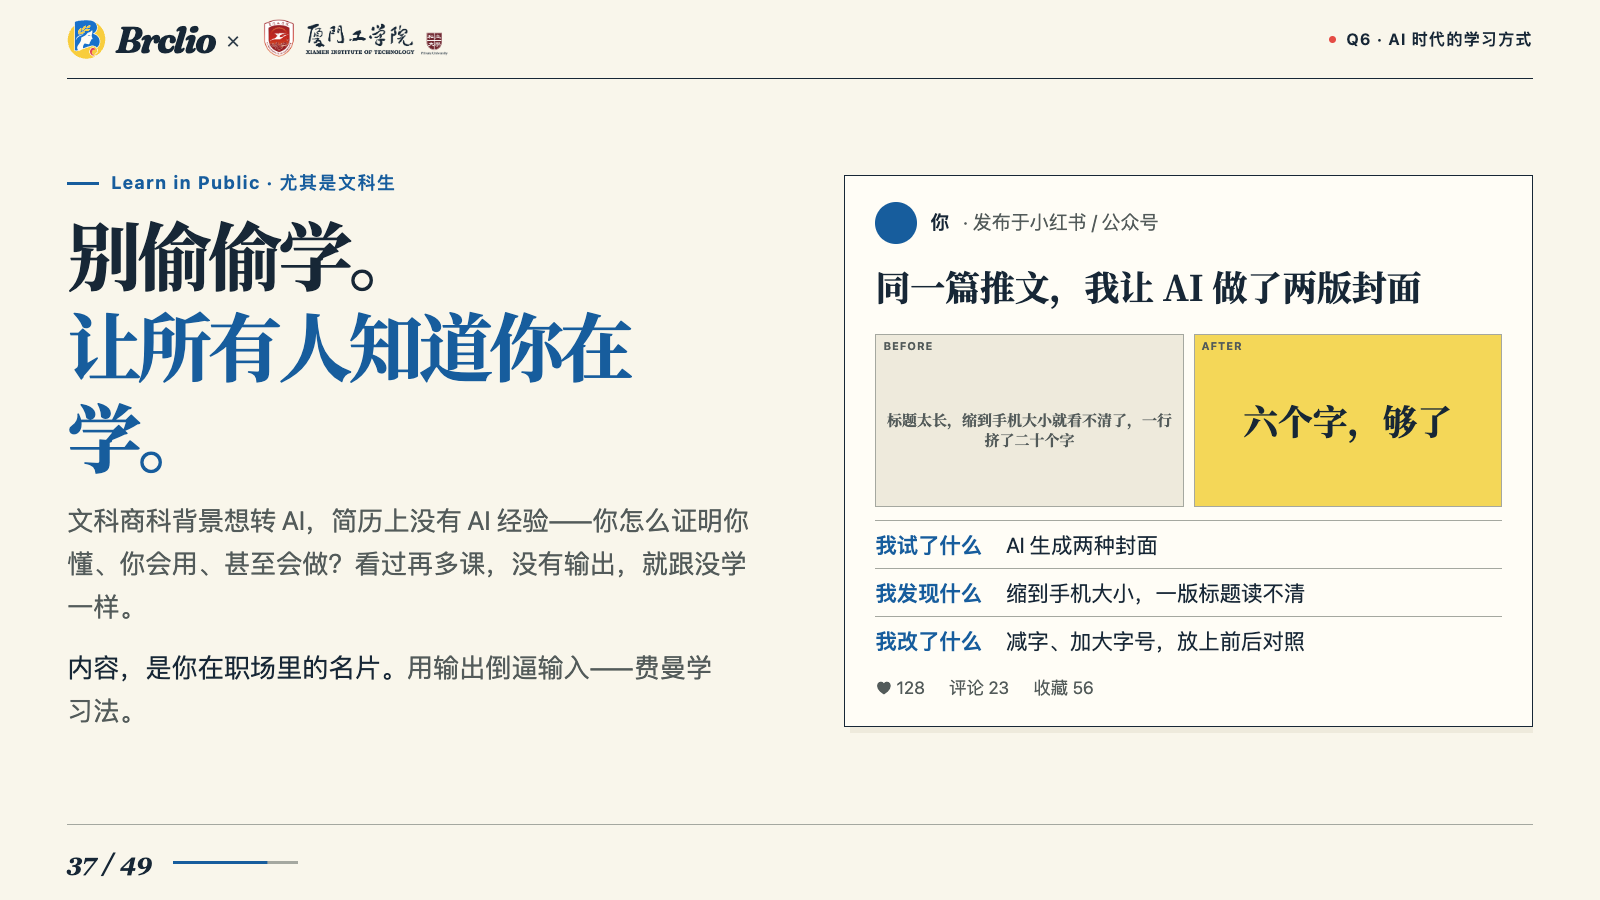 Brclio ×
厦门工学院
XIAMEN INSTITUTE OF TECHNOLOGY
Q6 · AI 时代的学习方式
Learn in Public · 尤其是文科生
别偷偷学。
让所有人知道你在
学。
文科商科背景想转 AI，简历上没有 AI 经验——你怎么证明你
懂、你会用、甚至会做？看过再多课，没有输出，就跟没学
一样。
内容，是你在职场里的名片。用输出倒逼输入——费曼学
习法。
你 · 发布于小红书 / 公众号
同一篇推文，我让 AI 做了两版封面
BEFORE
标题太长，缩到手机大小就看不清了，一行
挤了二十个字
AFTER
六个字，够了
我试了什么 AI 生成两种封面
我发现什么 缩到手机大小，一版标题读不清
我改了什么 减字、加大字号，放上前后对照
♥ 128 评论 23 收藏 56
37 / 49